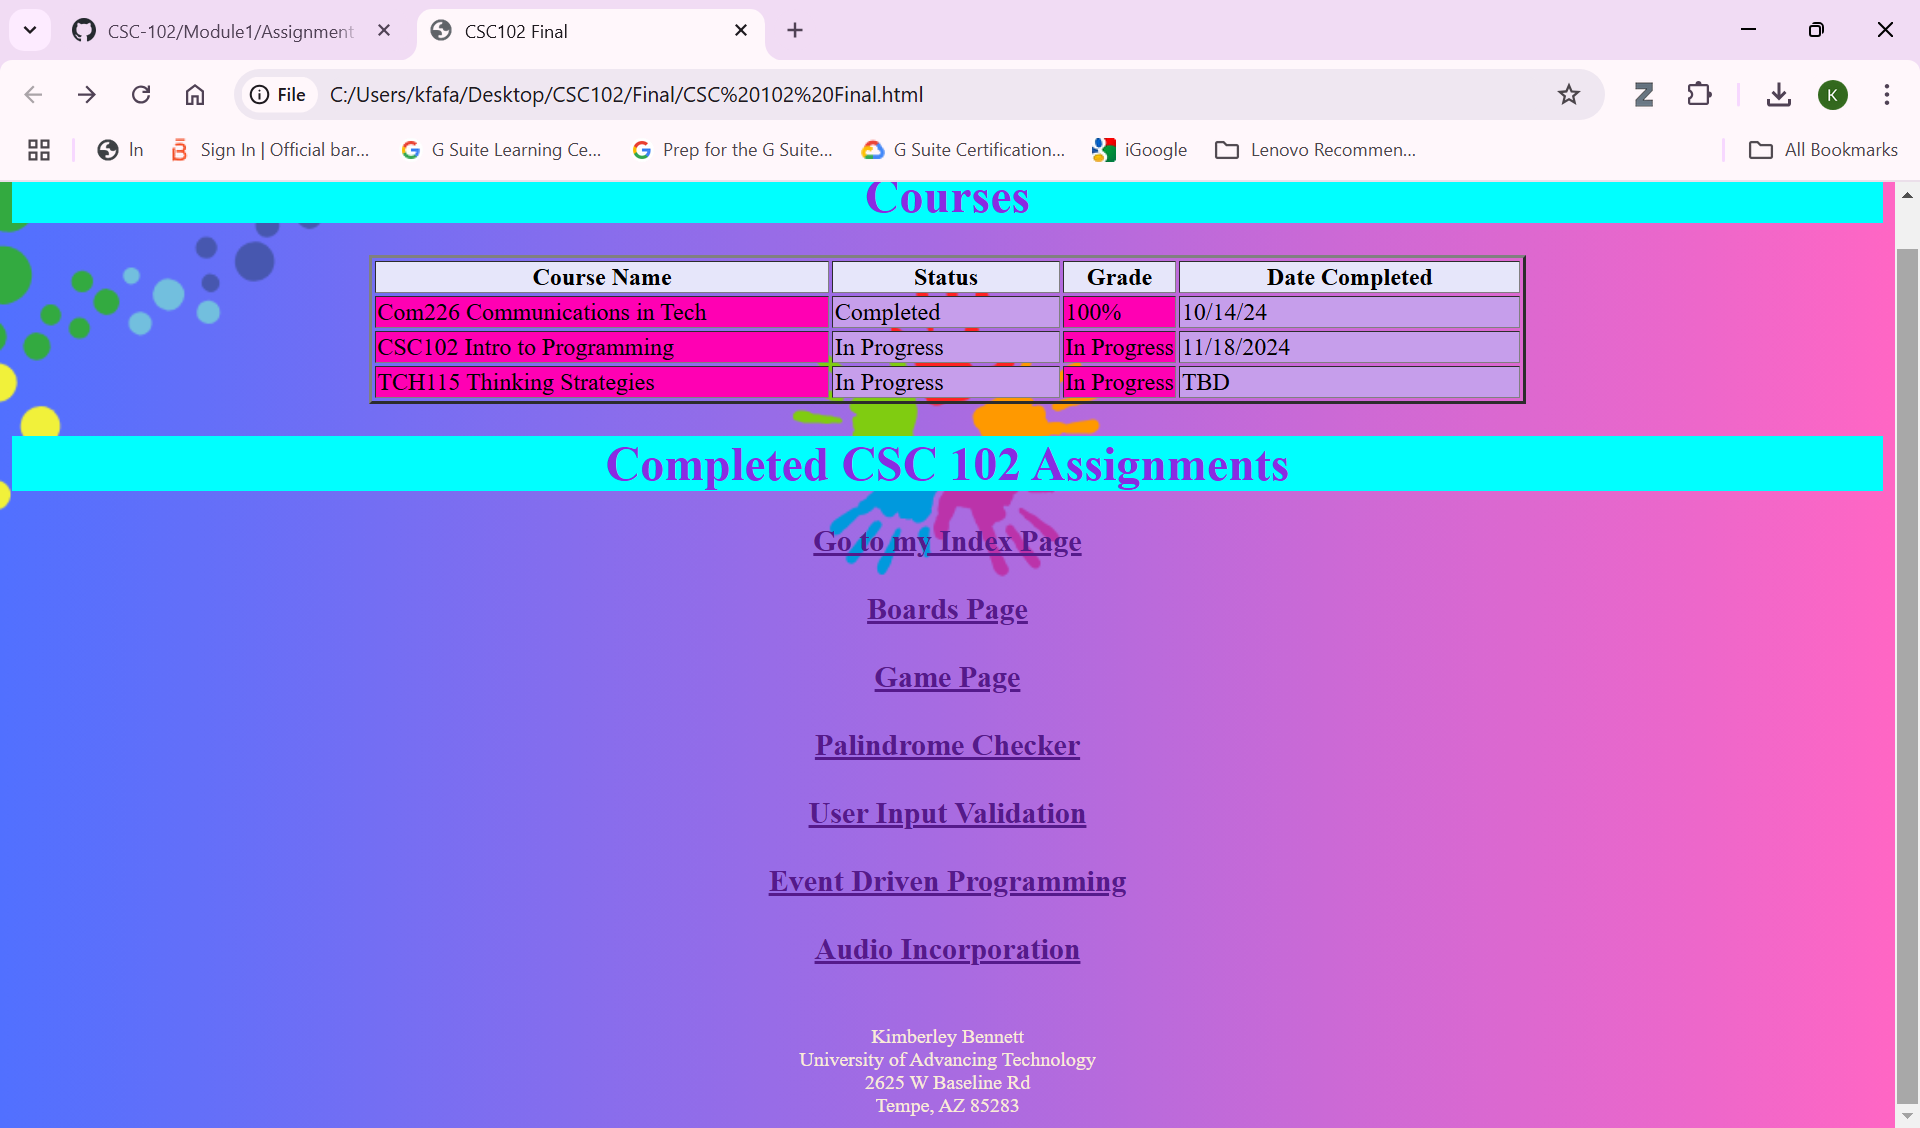 CSC-102/Module1/Assignment
CSC102 Final
File
C:/Users/kfafa/Desktop/CSC102/Final/CSC%20102%20Final.html
Z
K
In
Sign In | Official bar...
G Suite Learning Ce...
Prep for the G Suite...
G Suite Certification...
iGoogle
Lenovo Recommen...
All Bookmarks
Courses
Course Name Status Grade Date Completed
Com226 Communications in Tech Completed 100% 10/14/24
CSC102 Intro to Programming In Progress In Progress 11/18/2024
TCH115 Thinking Strategies In Progress In Progress TBD
Completed CSC 102 Assignments
Go to my Index Page
Boards Page
Game Page
Palindrome Checker
User Input Validation
Event Driven Programming
Audio Incorporation
Kimberley Bennett
University of Advancing Technology
2625 W Baseline Rd
Tempe, AZ 85283